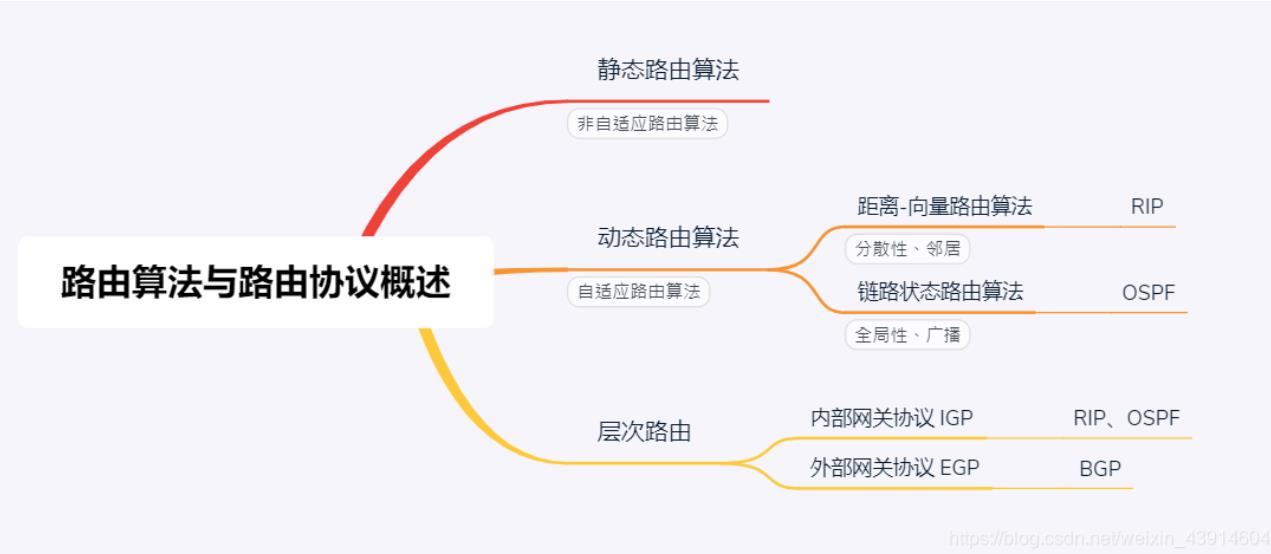 路由算法与路由协议概述
静态路由算法
非自适应路由算法
动态路由算法
自适应路由算法
距离-向量路由算法 RIP
分散性、邻居
链路状态路由算法 OSPF
全局性、广播
层次路由
内部网关协议 IGP RIP、OSPF
外部网关协议 EGP BGP
https://blog.csdn.net/weixin_43914604